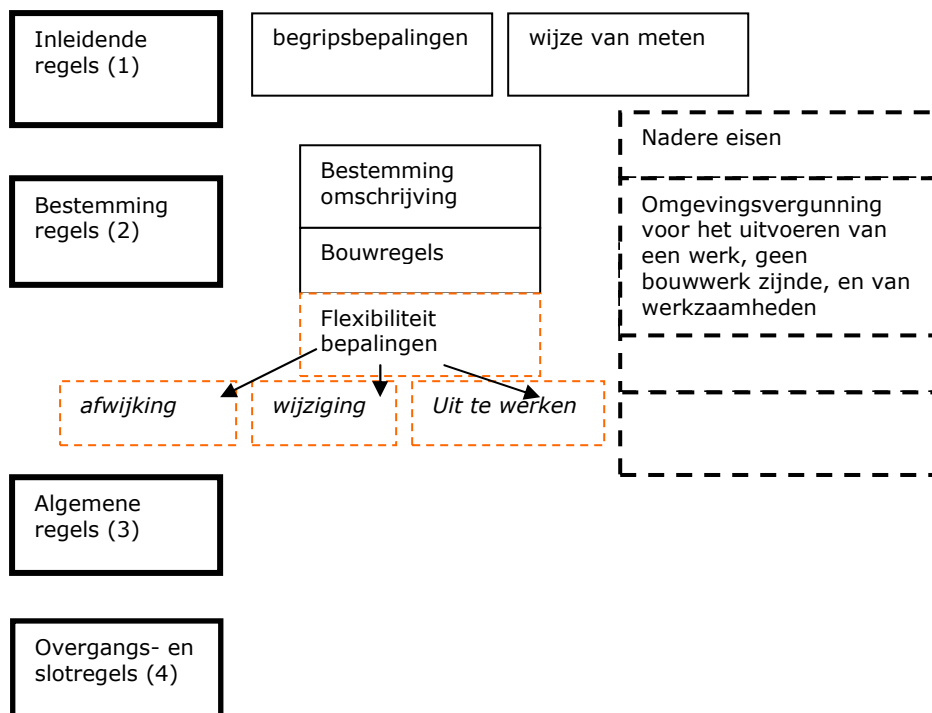 Inleidende
regels (1)
begripsbepalingen
wijze van meten
Nadere eisen
Bestemming
regels (2)
Bestemming
omschrijving
Bouwregels
Flexibiliteit
bepalingen
Omgevingsvergunning
voor het uitvoeren van
een werk, geen
bouwwerk zijnde, en van
werkzaamheden
afwijking
wijziging
Uit te werken
Algemene
regels (3)
Overgangs- en
slotregels (4)